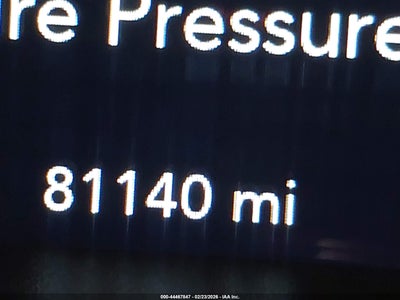 re Pressure
81140 mi
000-44467847 - 02/23/2026 - IAA Inc.